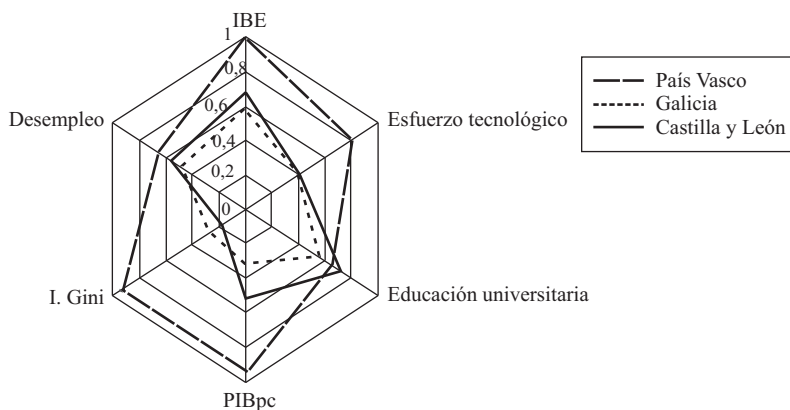 IBE
1
0,8
0,6
0,4
0,2
0
Desempleo
Esfuerzo tecnológico
I. Gini
Educación universitaria
PIBpc
País Vasco
Galicia
Castilla y León